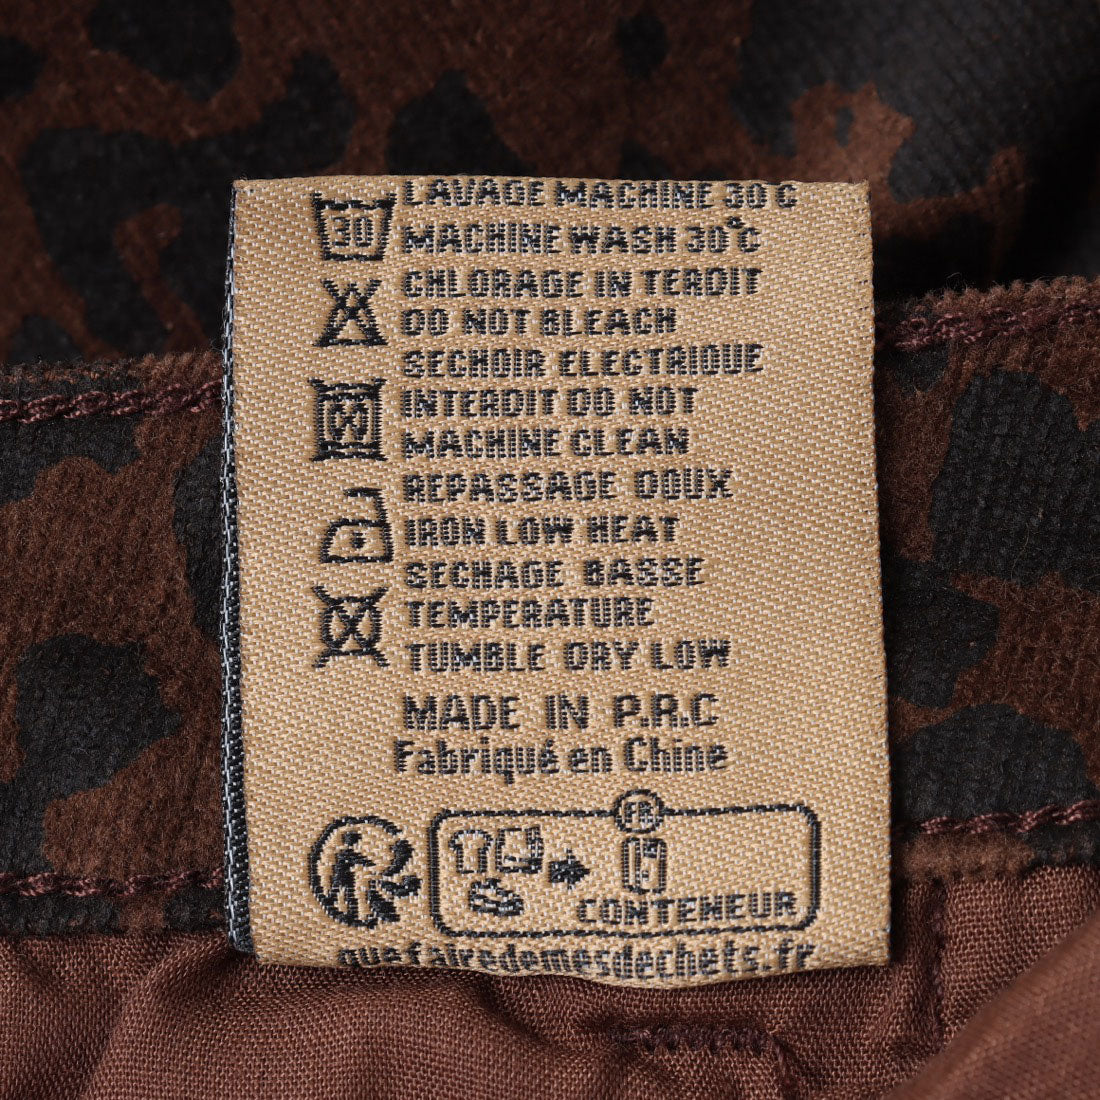 30
LAVAGE MACHINE 30°C
MACHINE WASH 30°C
CHLORAGE IN TERDIT
DO NOT BLEACH
SECHOIR ELECTRIQUE
INTERDIT DO NOT
MACHINE CLEAN
REPASSAGE DOUX
IRON LOW HEAT
SECHAGE BASSE
TEMPERATURE
TUMBLE DRY LOW
MADE IN P.R.C
Fabriqué en Chine
FR
CONTENEUR
quefairedemesdechets.fr